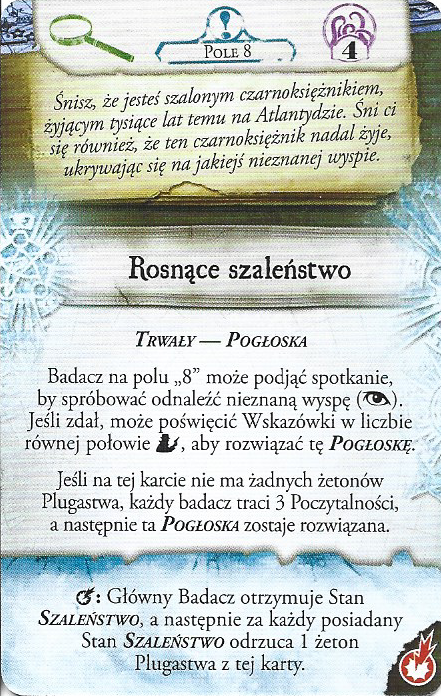 Pole 8
4
Śnisz, że jesteś szalonym czarnoksiężnikiem,
żyjącym tysiące lat temu na Atlantydzie. Śni ci
się również, że ten czarnoksiężnik nadal żyje,
ukrywając się na jakiejś nieznanej wyspie.
Rosnące szaleństwo
Trwały — Pogłoska
Badacz na polu „8” może podjąć spotkanie,
by spróbować odnaleźć nieznaną wyspę ( ).
Jeśli zdał, może poświęcić Wskazówki w liczbie
równej połowie , aby rozwiązać tę Pogłoskę.
Jeśli na tej karcie nie ma żadnych żetonów
Plugastwa, każdy badacz traci 3 Poczytalności,
a następnie ta Pogłoska zostaje rozwiązana.
: Główny Badacz otrzymuje Stan
Szaleństwo, a następnie za każdy posiadany
Stan Szaleństwo odrzuca 1 żeton
Plugastwa z tej karty.